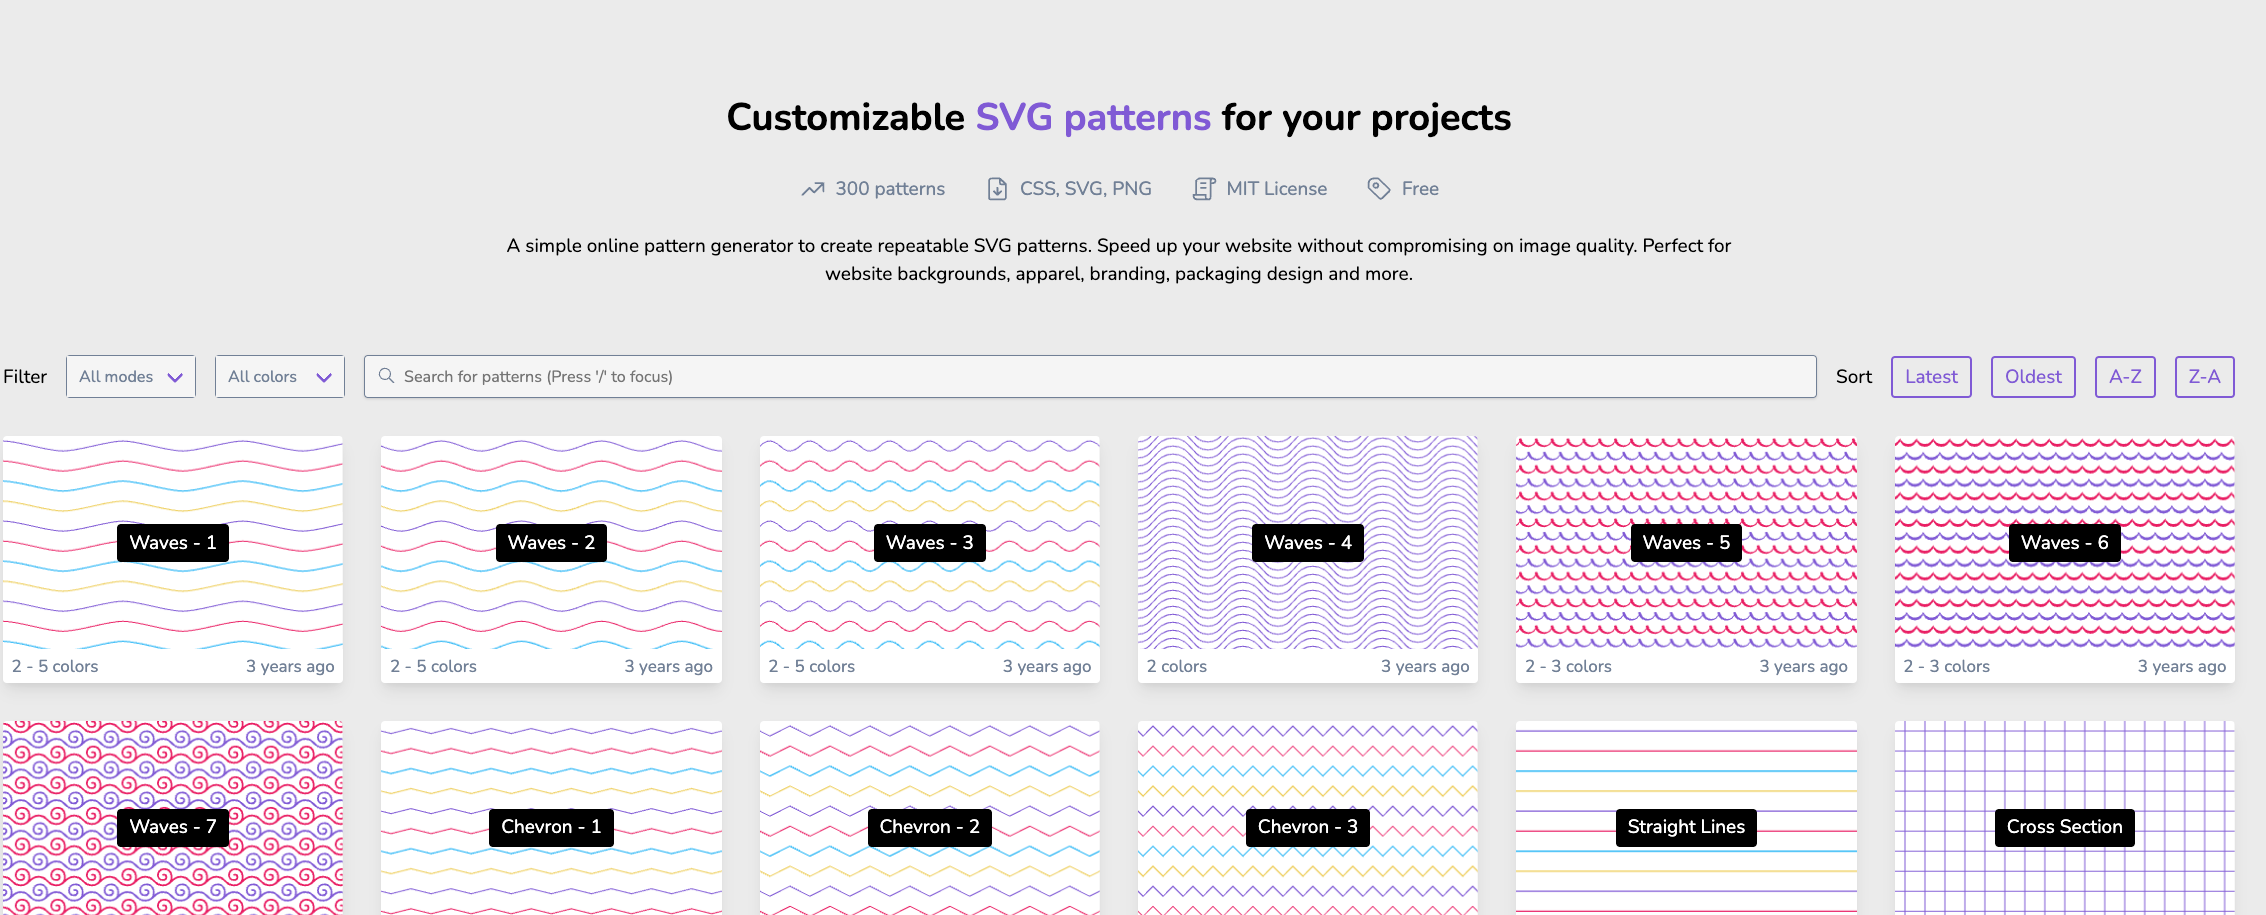 Customizable SVG patterns for your projects
300 patterns CSS, SVG, PNG MIT License Free
A simple online pattern generator to create repeatable SVG patterns. Speed up your website without compromising on image quality. Perfect for
website backgrounds, apparel, branding, packaging design and more.
Filter All modes All colors Search for patterns (Press '/' to focus) Sort Latest Oldest A-Z Z-A
Waves - 1 Waves - 2 Waves - 3 Waves - 4 Waves - 5 Waves - 6
2 - 5 colors 3 years ago 2 - 5 colors 3 years ago 2 - 5 colors 3 years ago 2 colors 3 years ago 2 - 3 colors 3 years ago 2 - 3 colors 3 years ago
Waves - 7 Chevron - 1 Chevron - 2 Chevron - 3 Straight Lines Cross Section